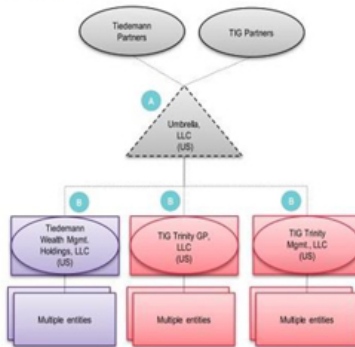 Tiedemann
Partners
TIG Partners
A
Umbrella,
LLC
(US)
B
B
B
Tiedemann
Wealth Mgmt.
Holdings, LLC
(US)
TIG Trinity GP,
LLC
(US)
TIG Trinity
Mgmt., LLC
(US)
Multiple entities
Multiple entities
Multiple entities